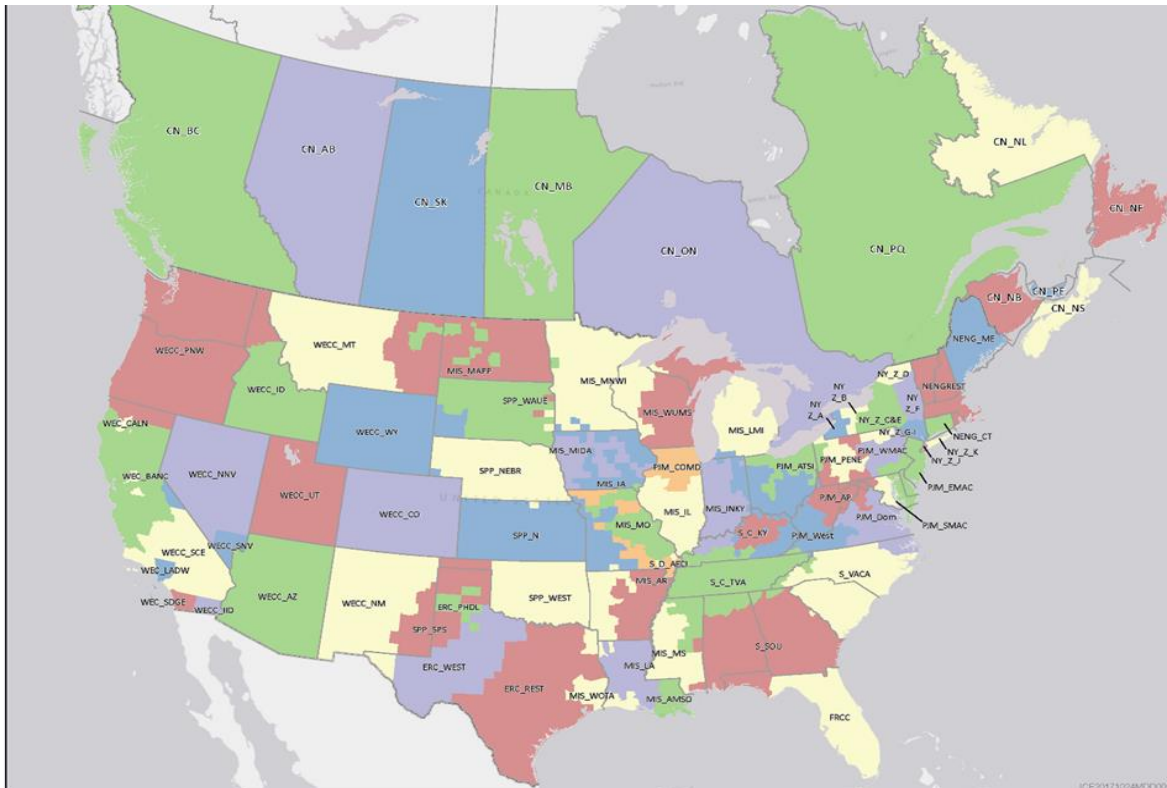 CN_BC
CN_AB
CN_SK
CN_MB
CANADA
CN_ON
CN_PQ
CN_NL
CN_NF
CN_NB
CN_PE
CN_NS
WECC_PNW
WECC_MT
MIS_MAPP
MIS_MNWI
MIS_WUMS
MIS_LMI
NENG_ME
NENGREST
NENG_CT
NY_Z_D
NY
Z_B
NY
Z_A
NY_Z_C&E
NY
Z_F
NY_Z_G-I
NY_Z_K
NY_Z_J
WECC_ID
WECC_WY
SPP_WAUE
WEC_CALN
WEC_BANC
WECC_NNV
WECC_UT
WECC_CO
SPP_NEBR
MIS_MIDA
MIS_IA
PJM_COMD
PJM_ATSI
PJM_PENE
PJM_WMAC
PJM_EMAC
PJM_SMAC
PJM_AP
PJM_Dom
PJM_West
MIS_INKY
MIS_IL
MIS_MO
S_C_KY
S_D_AECI
UNITED STATES
SPP_N
WECC_SCE
WECC_SNV
WEC_LADW
WEC_SDGE
WECC_IID
WECC_AZ
WECC_NM
ERC_PHDL
SPP_SPS
SPP_WEST
MIS_AR
S_C_TVA
S_VACA
S_SOU
MIS_MS
MIS_LA
MIS_AMSO
MIS_WOTA
ERC_WEST
ERC_REST
FRCC